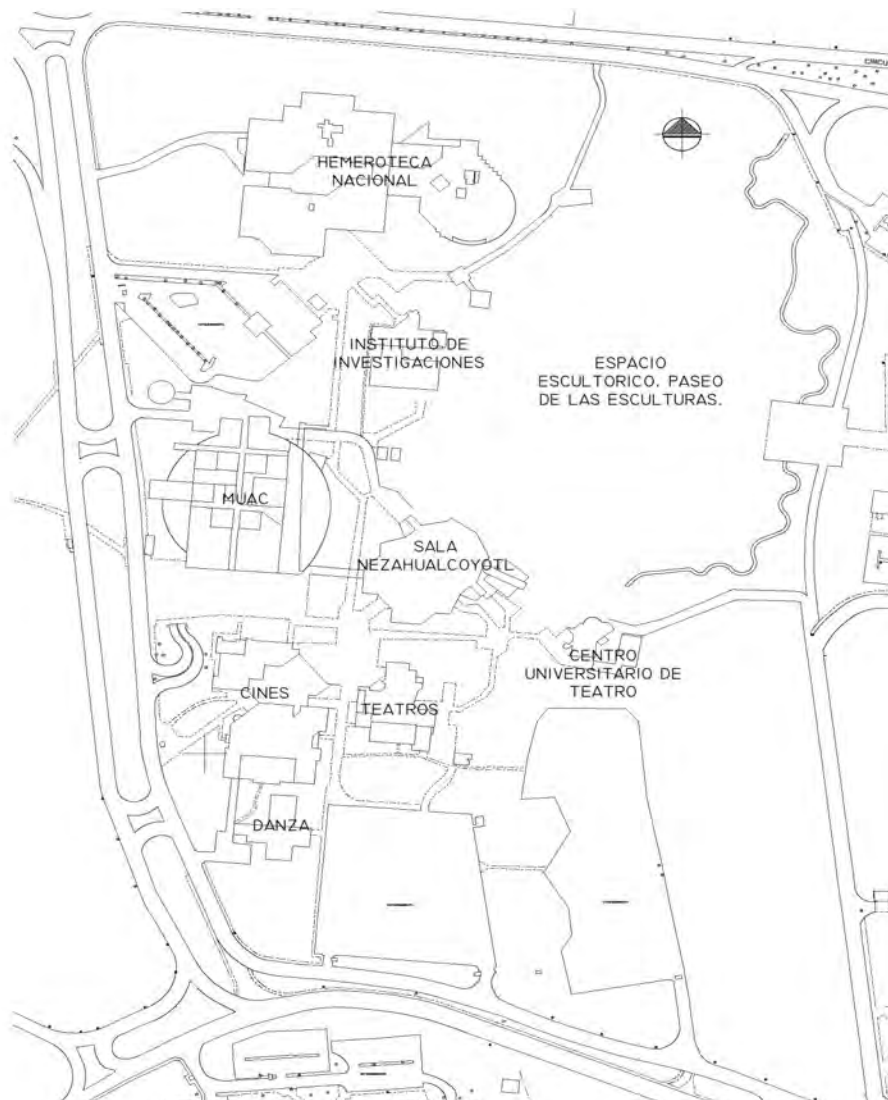 CIRCU
HEMEROTECA
NACIONAL
INSTITUTO DE
INVESTIGACIONES
ESPACIO
ESCULTORICO. PASEO
DE LAS ESCULTURAS.
MUAC
SALA
NEZAHUALCOYOTL
CENTRO
UNIVERSITARIO DE
TEATRO
CINES
TEATROS
DANZA